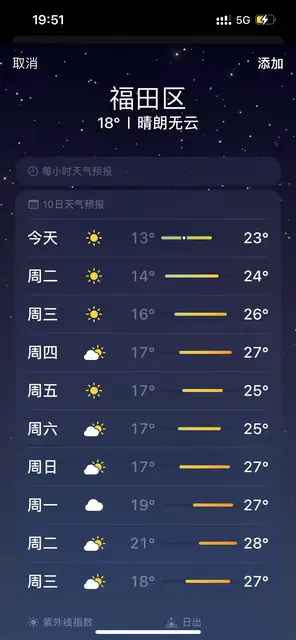 19:51
5G
取消
添加
福田区
18° | 晴朗无云
每小时天气预报
10日天气预报
今天 13° 23°
周二 14° 24°
周三 16° 26°
周四 17° 27°
周五 17° 25°
周六 17° 25°
周日 17° 27°
周一 19° 27°
周二 21° 28°
周三 18° 27°
紫外线指数
日出